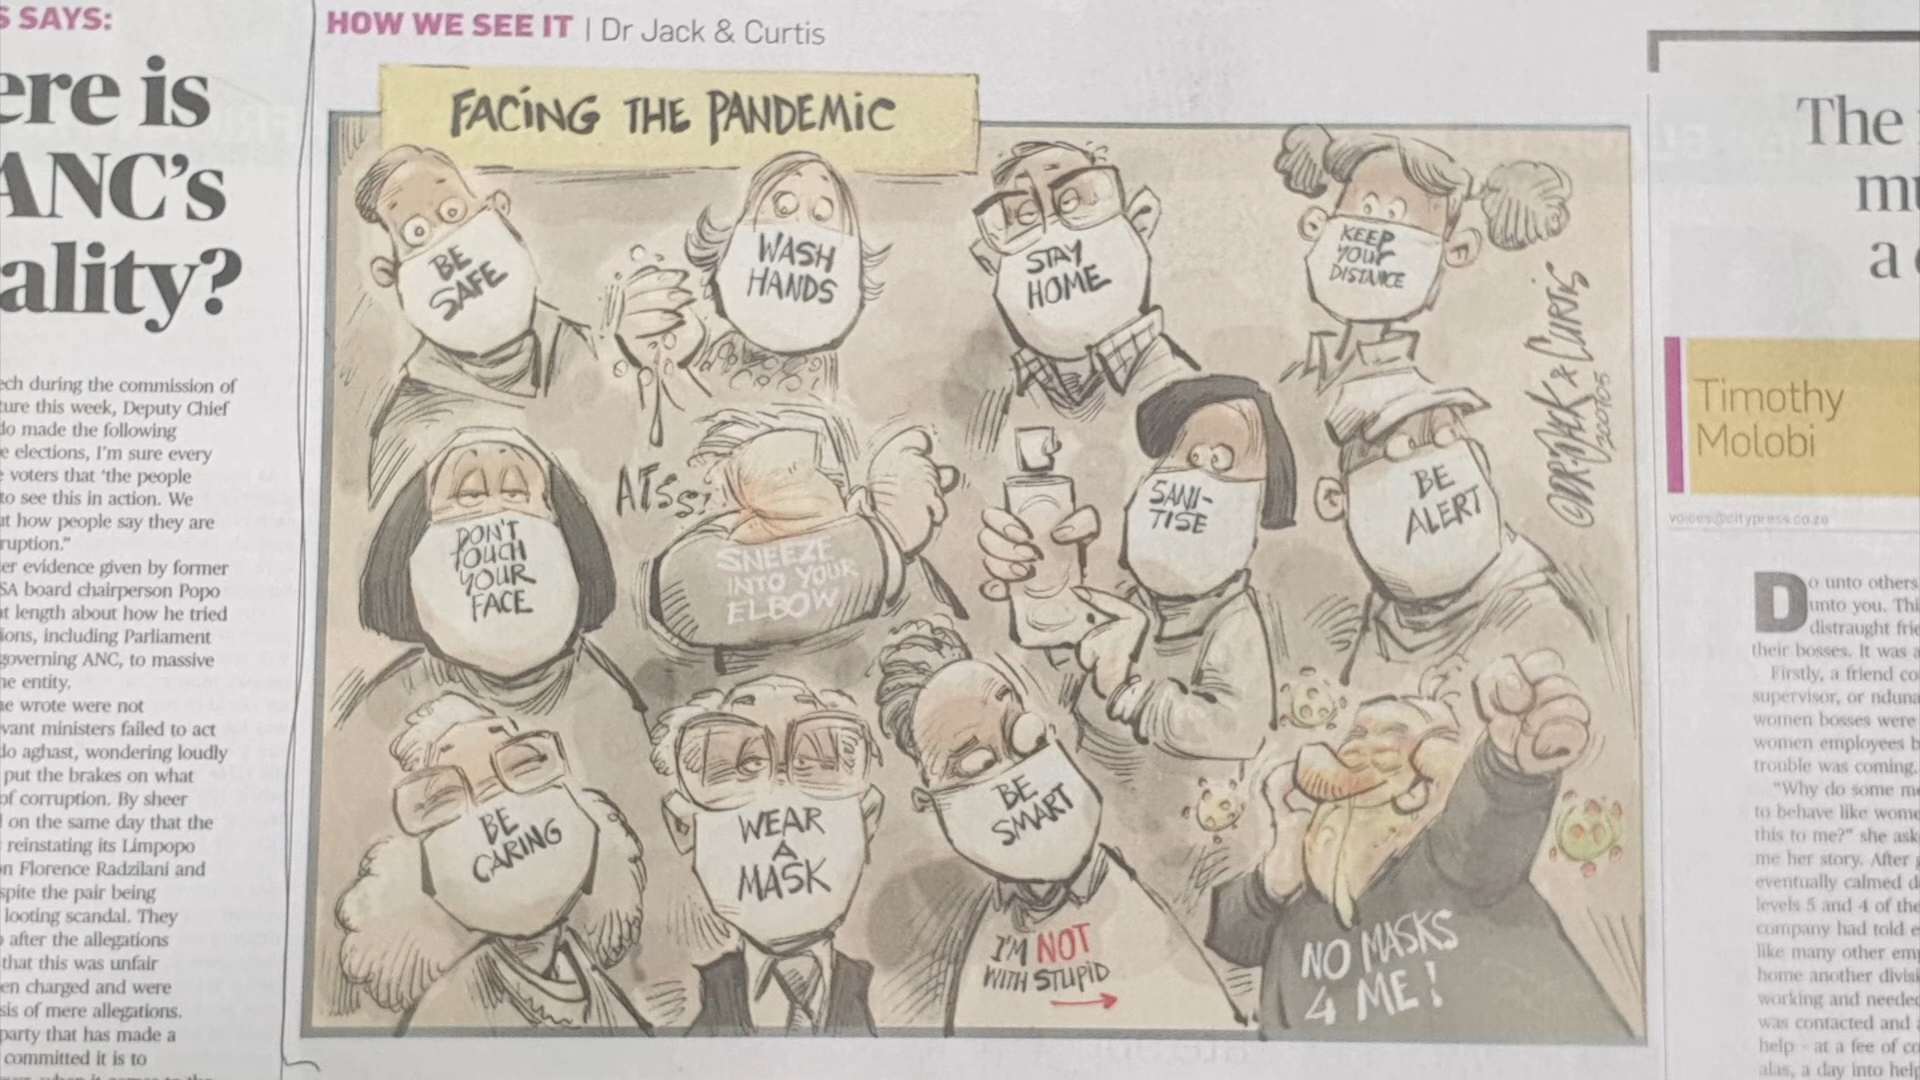 S SAYS:
ere is
ANC's
ality?
ech during the commission of
ture this week, Deputy Chief
do made the following
e elections, I'm sure every
e voters that 'the people
to see this in action. We
ut how people say they are
ruption."
er evidence given by former
SA board chairperson Popo
at length about how he tried
ions, including Parliament
governing ANC, to massive
he entity.
he wrote were not
vant ministers failed to act
do aghast, wondering loudly
put the brakes on what
of corruption. By sheer
on the same day that the
reinstating its Limpopo
on Florence Radzilani and
spite the pair being
looting scandal. They
after the allegations
that this was unfair
en charged and were
sis of mere allegations.
party that has made a
committed it is to
HOW WE SEE IT | Dr Jack & Curtis
FACING THE PANDEMIC
BE
SAFE
WASH
HANDS
STAY
HOME
KEEP
YOUR
DISTANCE
DR JACK & CURTIS
200705
DON'T
TOUCH
YOUR
FACE
ATSS!
SNEEZE
INTO YOUR
ELBOW
SANI-
TISE
BE
ALERT
BE
CARING
WEAR
A
MASK
BE
SMART
I'M NOT
WITH STUPID
NO MASKS
4 ME!
The
mu
a
Timothy
Molobi
voices@citypress.co.za
Do unto others
unto you. Thi
distraught frie
their bosses. It was a
Firstly, a friend co
supervisor, or nduna
women bosses were
women employees b
trouble was coming.
"Why do some me
to behave like wome
this to me?" she ask
me her story. After g
eventually calmed d
levels 5 and 4 of the
company had told e
like many other emp
home another divisi
working and needed
was contacted and a
help - at a fee of co
alas, a day into help